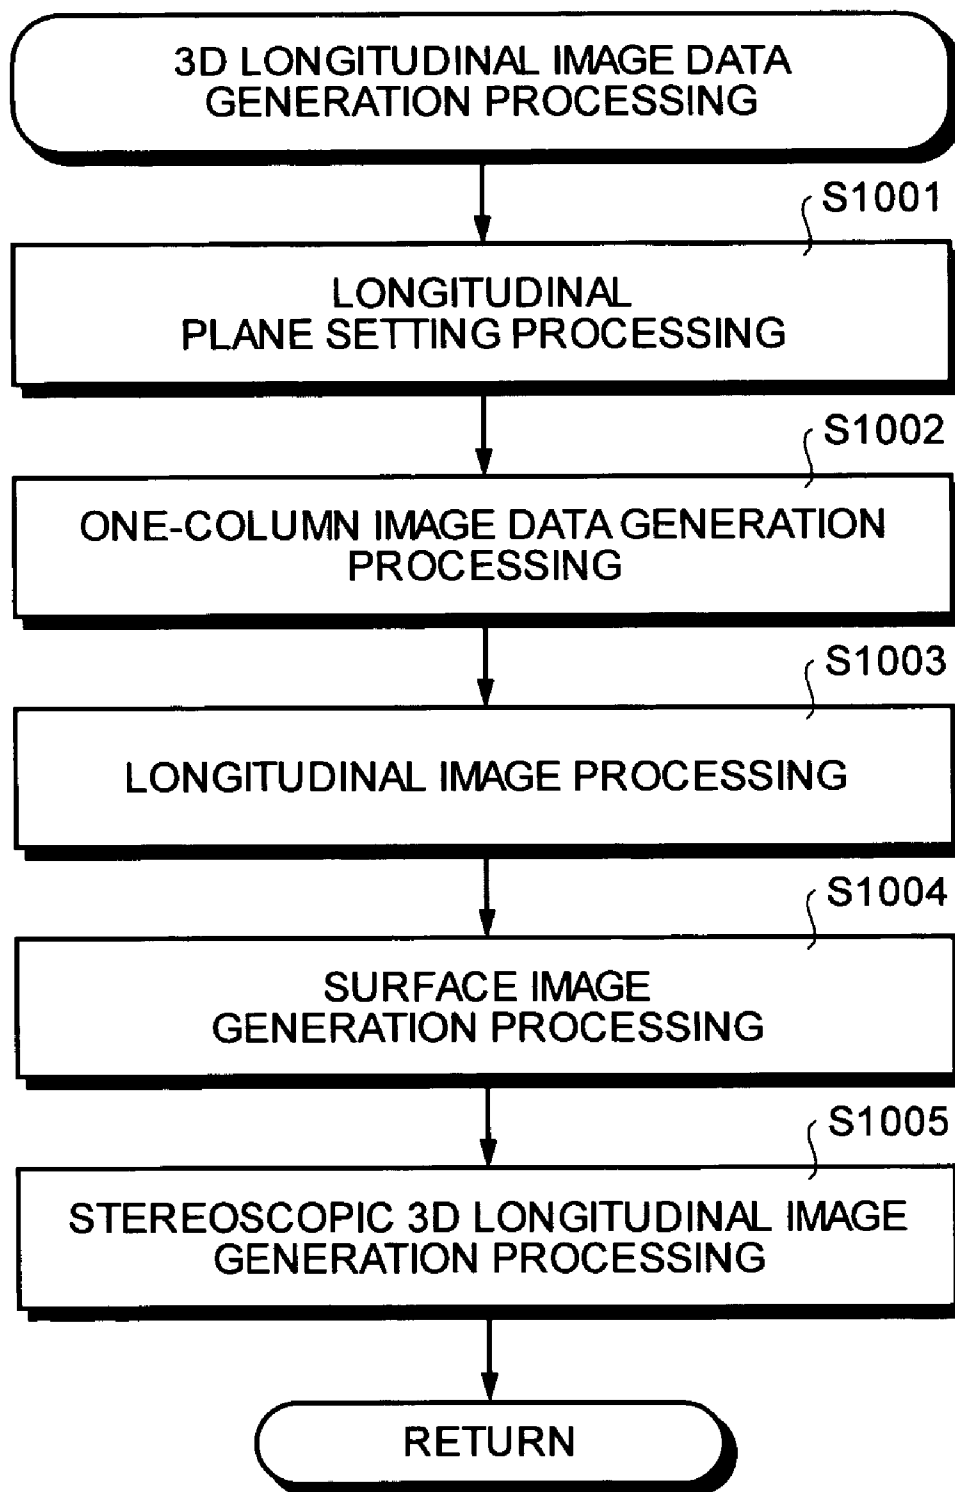 3D LONGITUDINAL IMAGE DATA
GENERATION PROCESSING
S1001
LONGITUDINAL
PLANE SETTING PROCESSING
S1002
ONE-COLUMN IMAGE DATA GENERATION
PROCESSING
S1003
LONGITUDINAL IMAGE PROCESSING
S1004
SURFACE IMAGE
GENERATION PROCESSING
S1005
STEREOSCOPIC 3D LONGITUDINAL IMAGE
GENERATION PROCESSING
RETURN